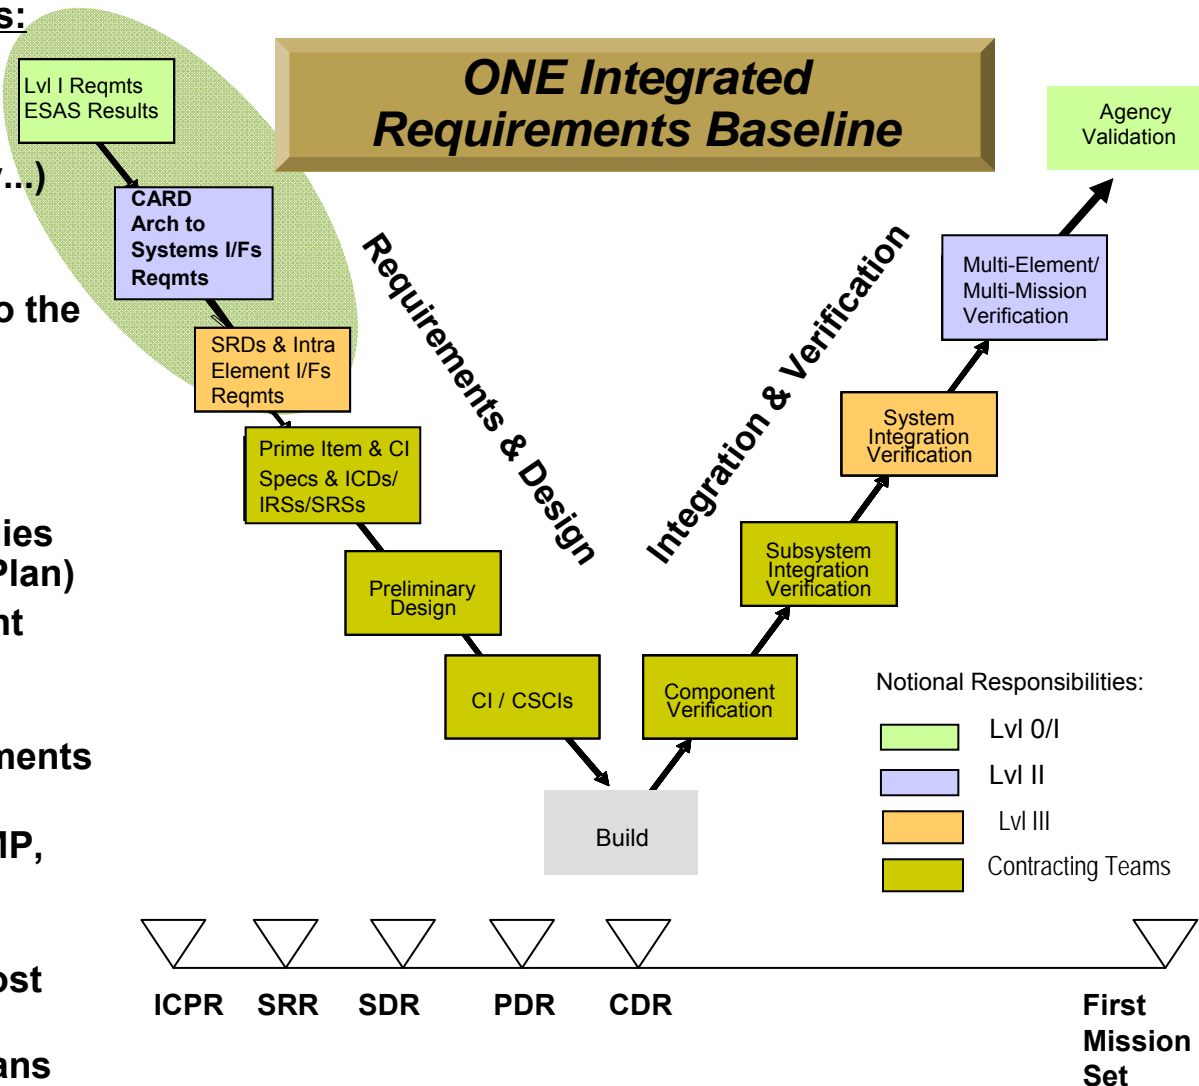 s:
ONE Integrated
Requirements Baseline
Lvl I Reqmts
ESAS Results
Agency
Validation
...)
CARD
Arch to
Systems I/Fs
Reqmts
Requirements & Design
Integration & Verification
Multi-Element/
Multi-Mission
Verification
o the
SRDs & Intra
Element I/Fs
Reqmts
System
Integration
Verification
Prime Item & CI
Specs & ICDs/
IRSs/SRSs
ies
Plan)
Subsystem
Integration
Verification
Preliminary
Design
nt
CI / CSCIs
Component
Verification
Notional Responsibilities:
Lvl 0/I
ments
Lvl II
Lvl III
MP,
Build
Contracting Teams
ost
ICPR SRR SDR PDR CDR
First
Mission
Set
ans